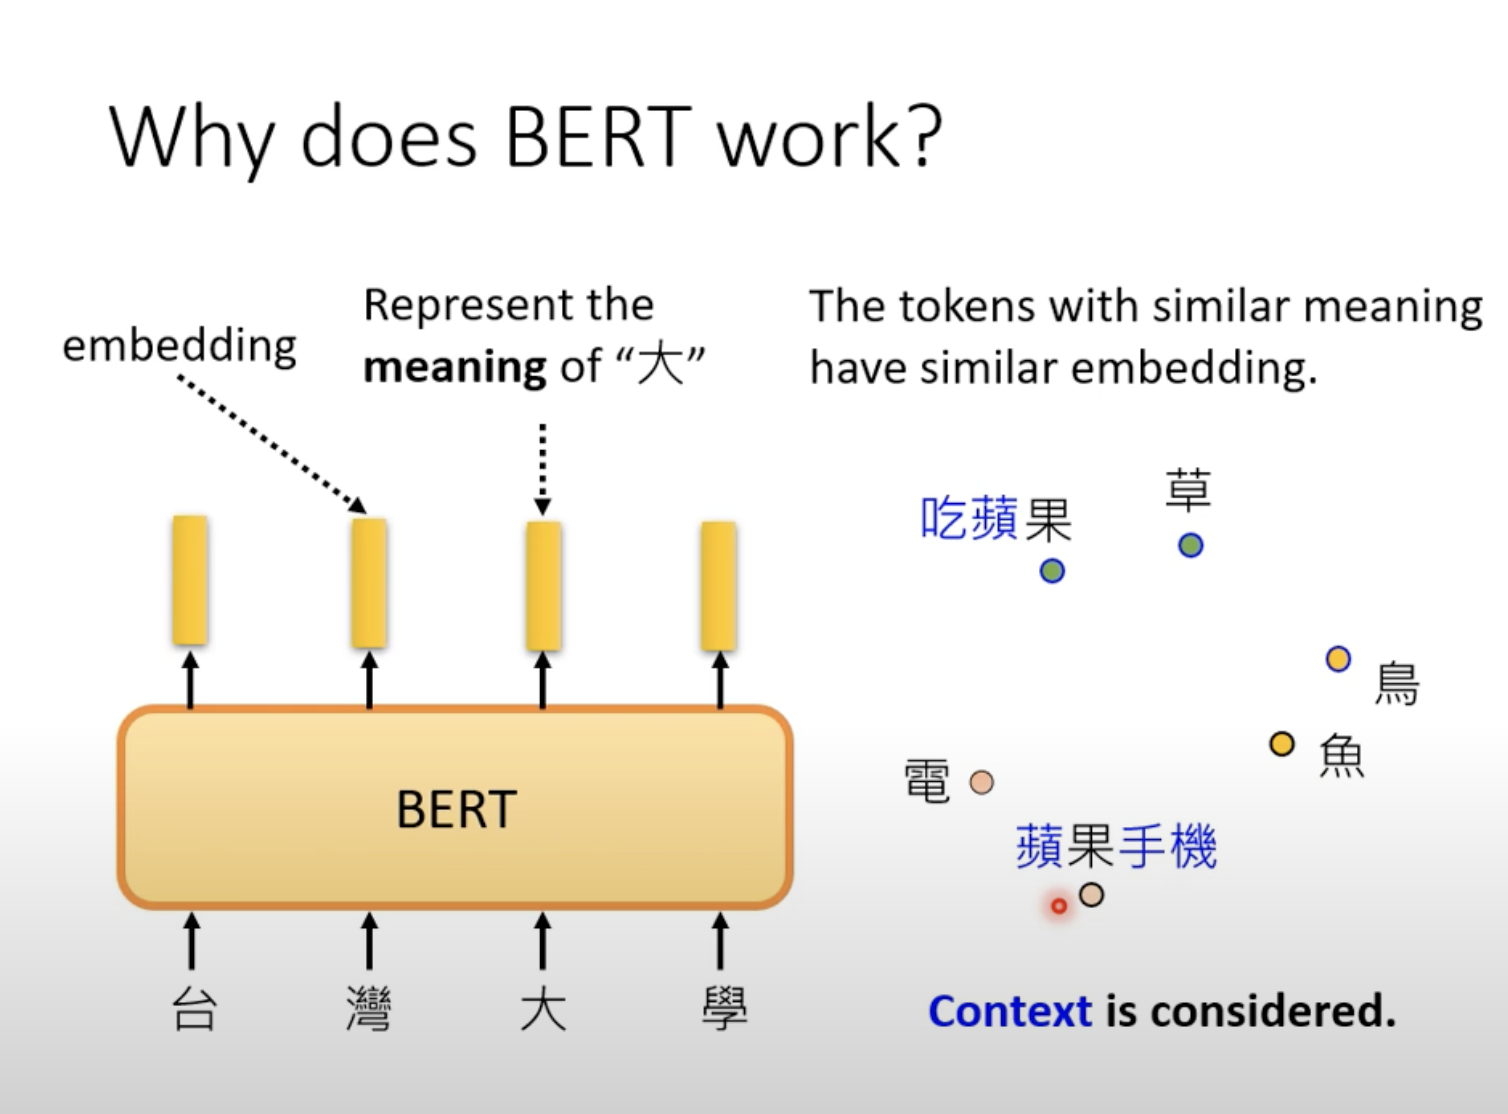 Why does BERT work?
embedding
Represent the
meaning of “大”
The tokens with similar meaning
have similar embedding.
吃蘋果
草
鳥
魚
電
蘋果手機
BERT
台 灣 大 學
Context is considered.